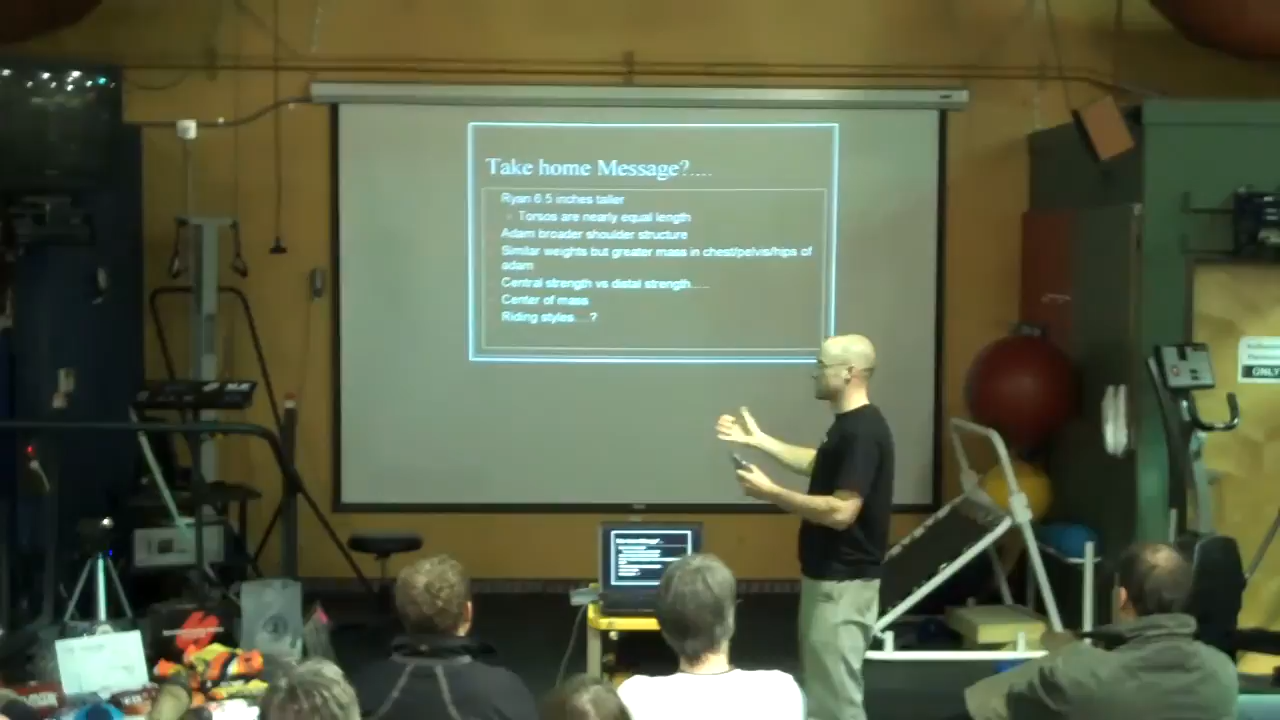 Take home Message?....
Ryan 6.5 inches taller
Torsos are nearly equal length
Adam broader shoulder structure
Similar weights but greater mass in chest/pelvis/hips of
adam
Central strength vs distal strength.....
Center of mass
Riding styles....?
ONLY